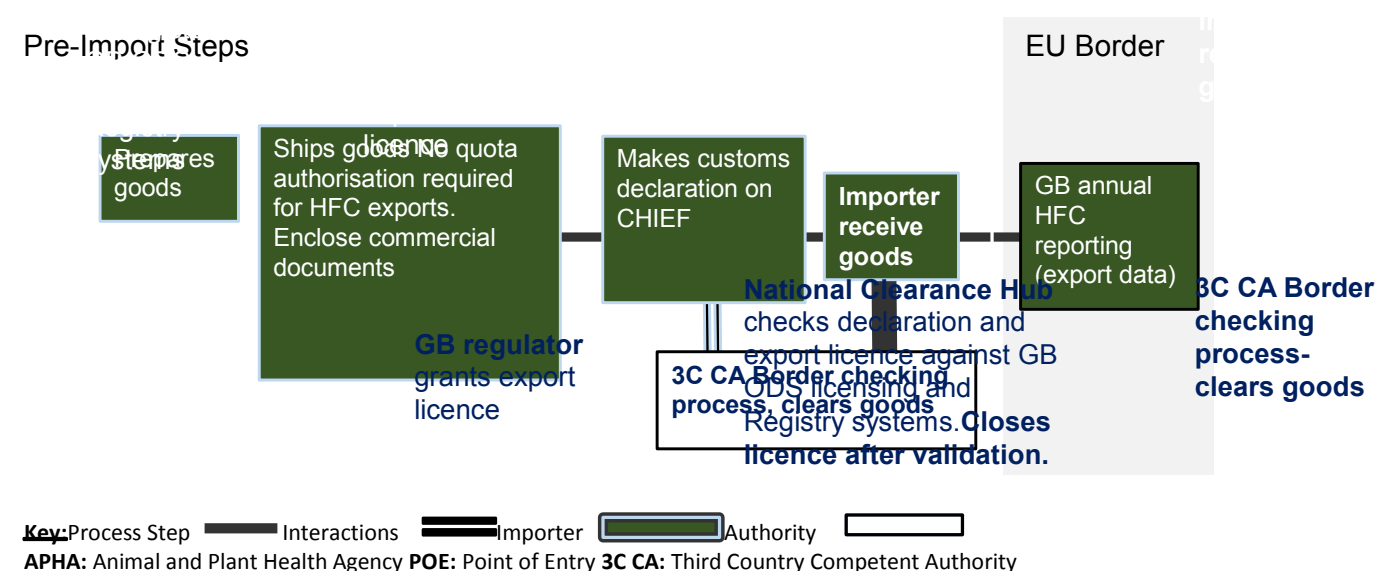 Pre-Import Steps
EU Border
Prepares
goods
ystems
licence
Ships goods No quota
authorisation required
for HFC exports.
Enclose commercial
documents
Makes customs
declaration on
CHIEF
Importer
receive
goods
GB annual
HFC
reporting
(export data)
GB regulator
grants export
licence
National Clearance Hub
checks declaration and
export licence against GB
ODS licensing and
Registry systems.Closes
licence after validation.
3C CA Border checking
process, clears goods
3C CA Border
checking
process-
clears goods
Key:Process Step Interactions Importer Authority
APHA: Animal and Plant Health Agency POE: Point of Entry 3C CA: Third Country Competent Authority